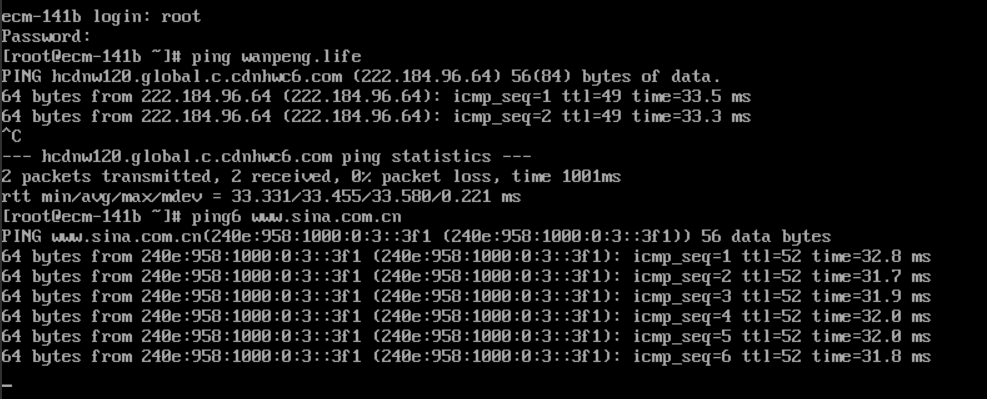 ecm-141b login: root
Password:
[root@ecm-141b ~]# ping wanpeng.life
PING hcdnw120.global.c.cdnhwc6.com (222.184.96.64) 56(84) bytes of data.
64 bytes from 222.184.96.64 (222.184.96.64): icmp_seq=1 ttl=49 time=33.5 ms
64 bytes from 222.184.96.64 (222.184.96.64): icmp_seq=2 ttl=49 time=33.3 ms
^C
--- hcdnw120.global.c.cdnhwc6.com ping statistics ---
2 packets transmitted, 2 received, 0% packet loss, time 1001ms
rtt min/avg/max/mdev = 33.331/33.455/33.580/0.221 ms
[root@ecm-141b ~]# ping6 www.sina.com.cn
PING www.sina.com.cn(240e:958:1000:0:3::3f1 (240e:958:1000:0:3::3f1)) 56 data bytes
64 bytes from 240e:958:1000:0:3::3f1 (240e:958:1000:0:3::3f1): icmp_seq=1 ttl=52 time=32.8 ms
64 bytes from 240e:958:1000:0:3::3f1 (240e:958:1000:0:3::3f1): icmp_seq=2 ttl=52 time=31.7 ms
64 bytes from 240e:958:1000:0:3::3f1 (240e:958:1000:0:3::3f1): icmp_seq=3 ttl=52 time=31.9 ms
64 bytes from 240e:958:1000:0:3::3f1 (240e:958:1000:0:3::3f1): icmp_seq=4 ttl=52 time=32.0 ms
64 bytes from 240e:958:1000:0:3::3f1 (240e:958:1000:0:3::3f1): icmp_seq=5 ttl=52 time=32.0 ms
64 bytes from 240e:958:1000:0:3::3f1 (240e:958:1000:0:3::3f1): icmp_seq=6 ttl=52 time=31.8 ms